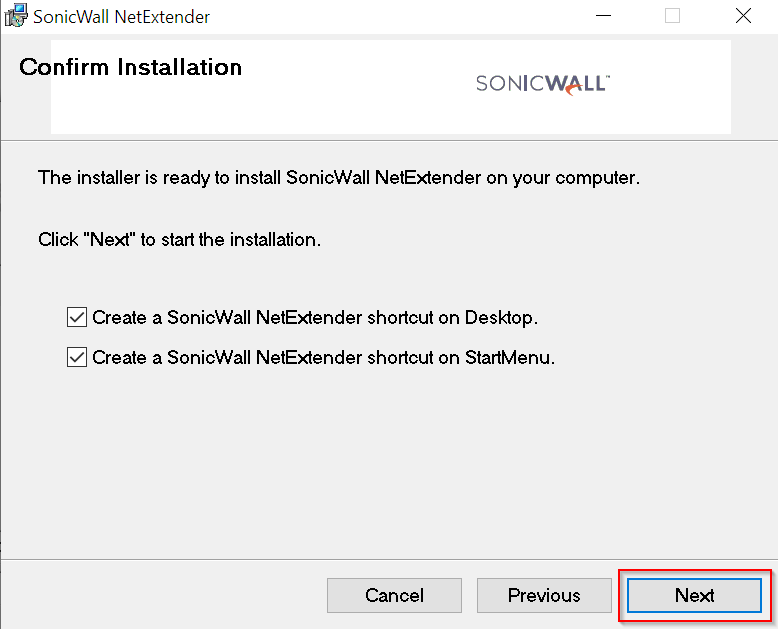 SonicWall NetExtender
Confirm Installation
SONICWALL™
The installer is ready to install SonicWall NetExtender on your computer.
Click "Next" to start the installation.
Create a SonicWall NetExtender shortcut on Desktop.
Create a SonicWall NetExtender shortcut on StartMenu.
Cancel Previous Next